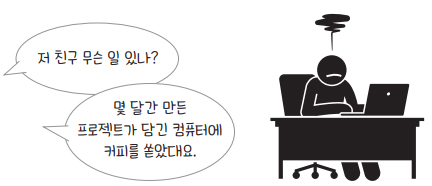 저 친구 무슨 일 있나?
몇 달간 만든
프로젝트가 담긴 컴퓨터에
커피를 쏟았대요.